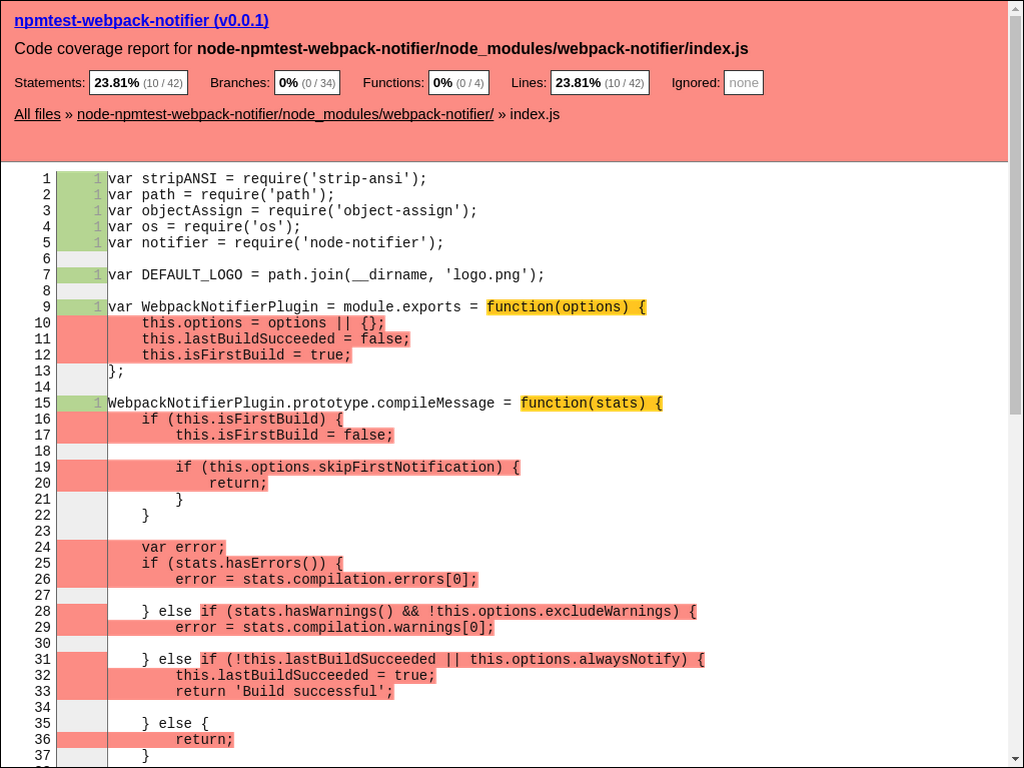 npmtest-webpack-notifier (v0.0.1)
Code coverage report for node-npmtest-webpack-notifier/node_modules/webpack-notifier/index.js
Statements: 23.81% (10 / 42) Branches: 0% (0 / 34) Functions: 0% (0 / 4) Lines: 23.81% (10 / 42) Ignored: none
All files » node-npmtest-webpack-notifier/node_modules/webpack-notifier/ » index.js
1 1 var stripANSI = require('strip-ansi');
2 1 var path = require('path');
3 1 var objectAssign = require('object-assign');
4 1 var os = require('os');
5 1 var notifier = require('node-notifier');
6
7 1 var DEFAULT_LOGO = path.join(__dirname, 'logo.png');
8
9 1 var WebpackNotifierPlugin = module.exports = function(options) {
10     this.options = options || {};
11     this.lastBuildSucceeded = false;
12     this.isFirstBuild = true;
13 };
14
15 1 WebpackNotifierPlugin.prototype.compileMessage = function(stats) {
16     if (this.isFirstBuild) {
17         this.isFirstBuild = false;
18
19         if (this.options.skipFirstNotification) {
20             return;
21         }
22     }
23
24     var error;
25     if (stats.hasErrors()) {
26         error = stats.compilation.errors[0];
27
28     } else if (stats.hasWarnings() && !this.options.excludeWarnings) {
29         error = stats.compilation.warnings[0];
30
31     } else if (!this.lastBuildSucceeded || this.options.alwaysNotify) {
32         this.lastBuildSucceeded = true;
33         return 'Build successful';
34
35     } else {
36         return;
37     }